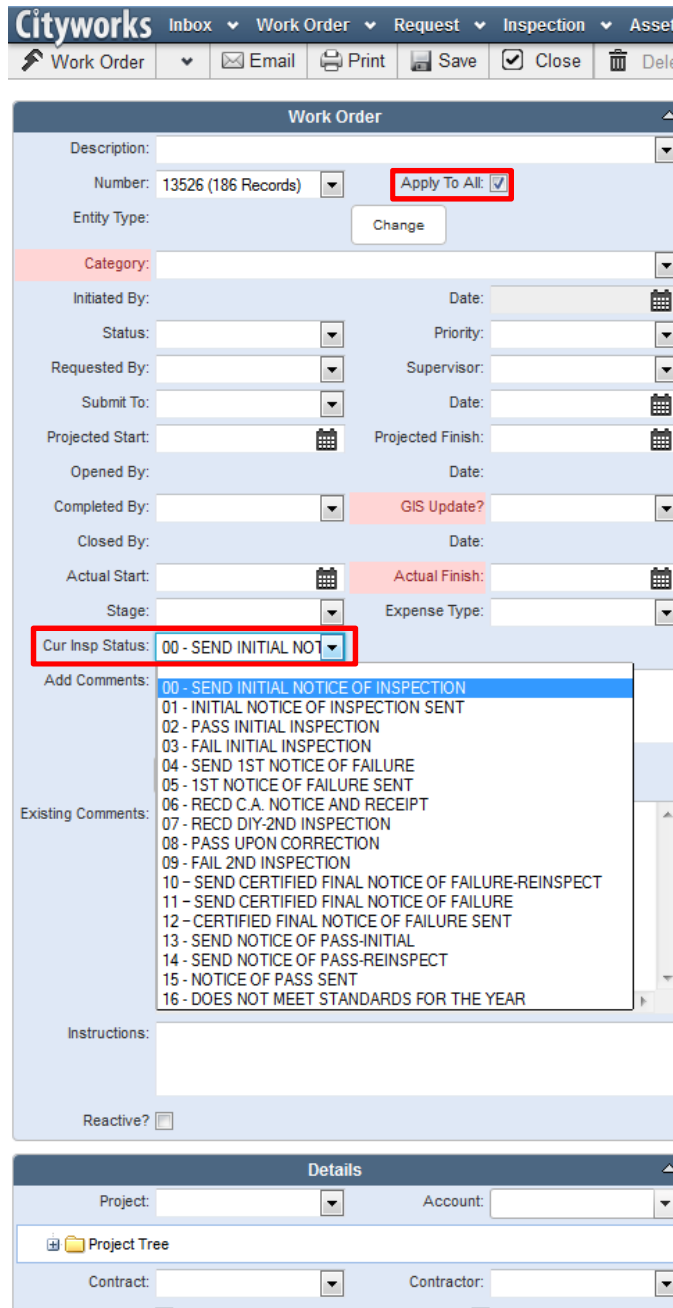 Cityworks Inbox Work Order Request Inspection Asset
Work Order Email Print Save Close Dele
Work Order
Description:
Number: 13526 (186 Records) Apply To All:
Entity Type: Change
Category:
Initiated By: Date:
Status: Priority:
Requested By: Supervisor:
Submit To: Date:
Projected Start: Projected Finish:
Opened By: Date:
Completed By: GIS Update?
Closed By: Date:
Actual Start: Actual Finish:
Stage: Expense Type:
Cur Insp Status: 00 - SEND INITIAL NOT
Add Comments:
00 - SEND INITIAL NOTICE OF INSPECTION
01 - INITIAL NOTICE OF INSPECTION SENT
02 - PASS INITIAL INSPECTION
03 - FAIL INITIAL INSPECTION
04 - SEND 1ST NOTICE OF FAILURE
05 - 1ST NOTICE OF FAILURE SENT
06 - RECD C.A. NOTICE AND RECEIPT
Existing Comments:
07 - RECD DIY-2ND INSPECTION
08 - PASS UPON CORRECTION
09 - FAIL 2ND INSPECTION
10 – SEND CERTIFIED FINAL NOTICE OF FAILURE-REINSPECT
11 – SEND CERTIFIED FINAL NOTICE OF FAILURE
12 – CERTIFIED FINAL NOTICE OF FAILURE SENT
13 - SEND NOTICE OF PASS-INITIAL
14 - SEND NOTICE OF PASS-REINSPECT
15 - NOTICE OF PASS SENT
16 - DOES NOT MEET STANDARDS FOR THE YEAR
Instructions:
Reactive?
Details
Project: Account:
Project Tree
Contract: Contractor: